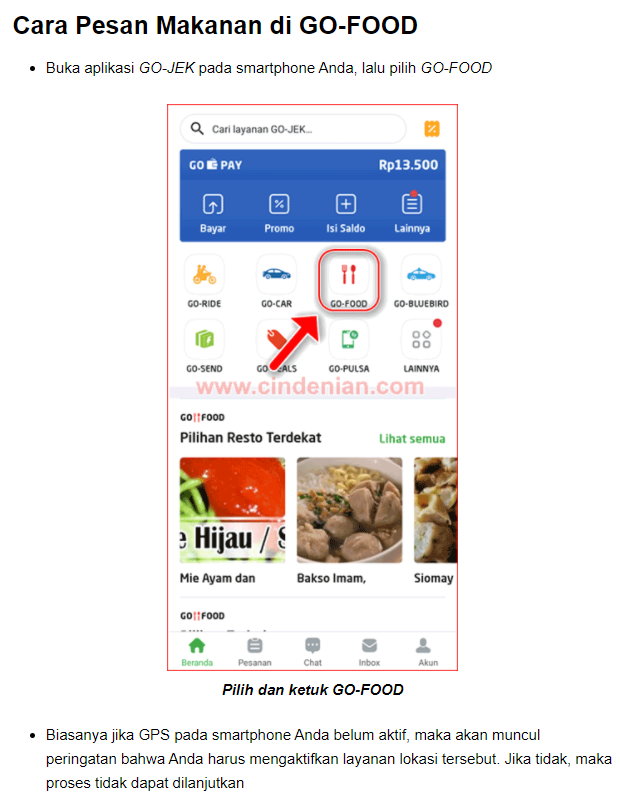 Cara Pesan Makanan di GO-FOOD
Buka aplikasi GO-JEK pada smartphone Anda, lalu pilih GO-FOOD
Cari layanan GO-JEK...
GO PAY Rp13.500
Bayar Promo Isi Saldo Lainnya
GO-RIDE GO-CAR GO-FOOD GO-BLUEBIRD
GO-SEND GO-PULSA LAINNYA
www.cindenian.com
GO FOOD
Pilihan Resto Terdekat Lihat semua
Hijau / S
Mie Ayam dan Bakso Imam, Siomay
GO FOOD
Beranda Pesanan Chat Inbox Akun
Pilih dan ketuk GO-FOOD
Biasanya jika GPS pada smartphone Anda belum aktif, maka akan muncul
peringatan bahwa Anda harus mengaktifkan layanan lokasi tersebut. Jika tidak, maka
proses tidak dapat dilanjutkan